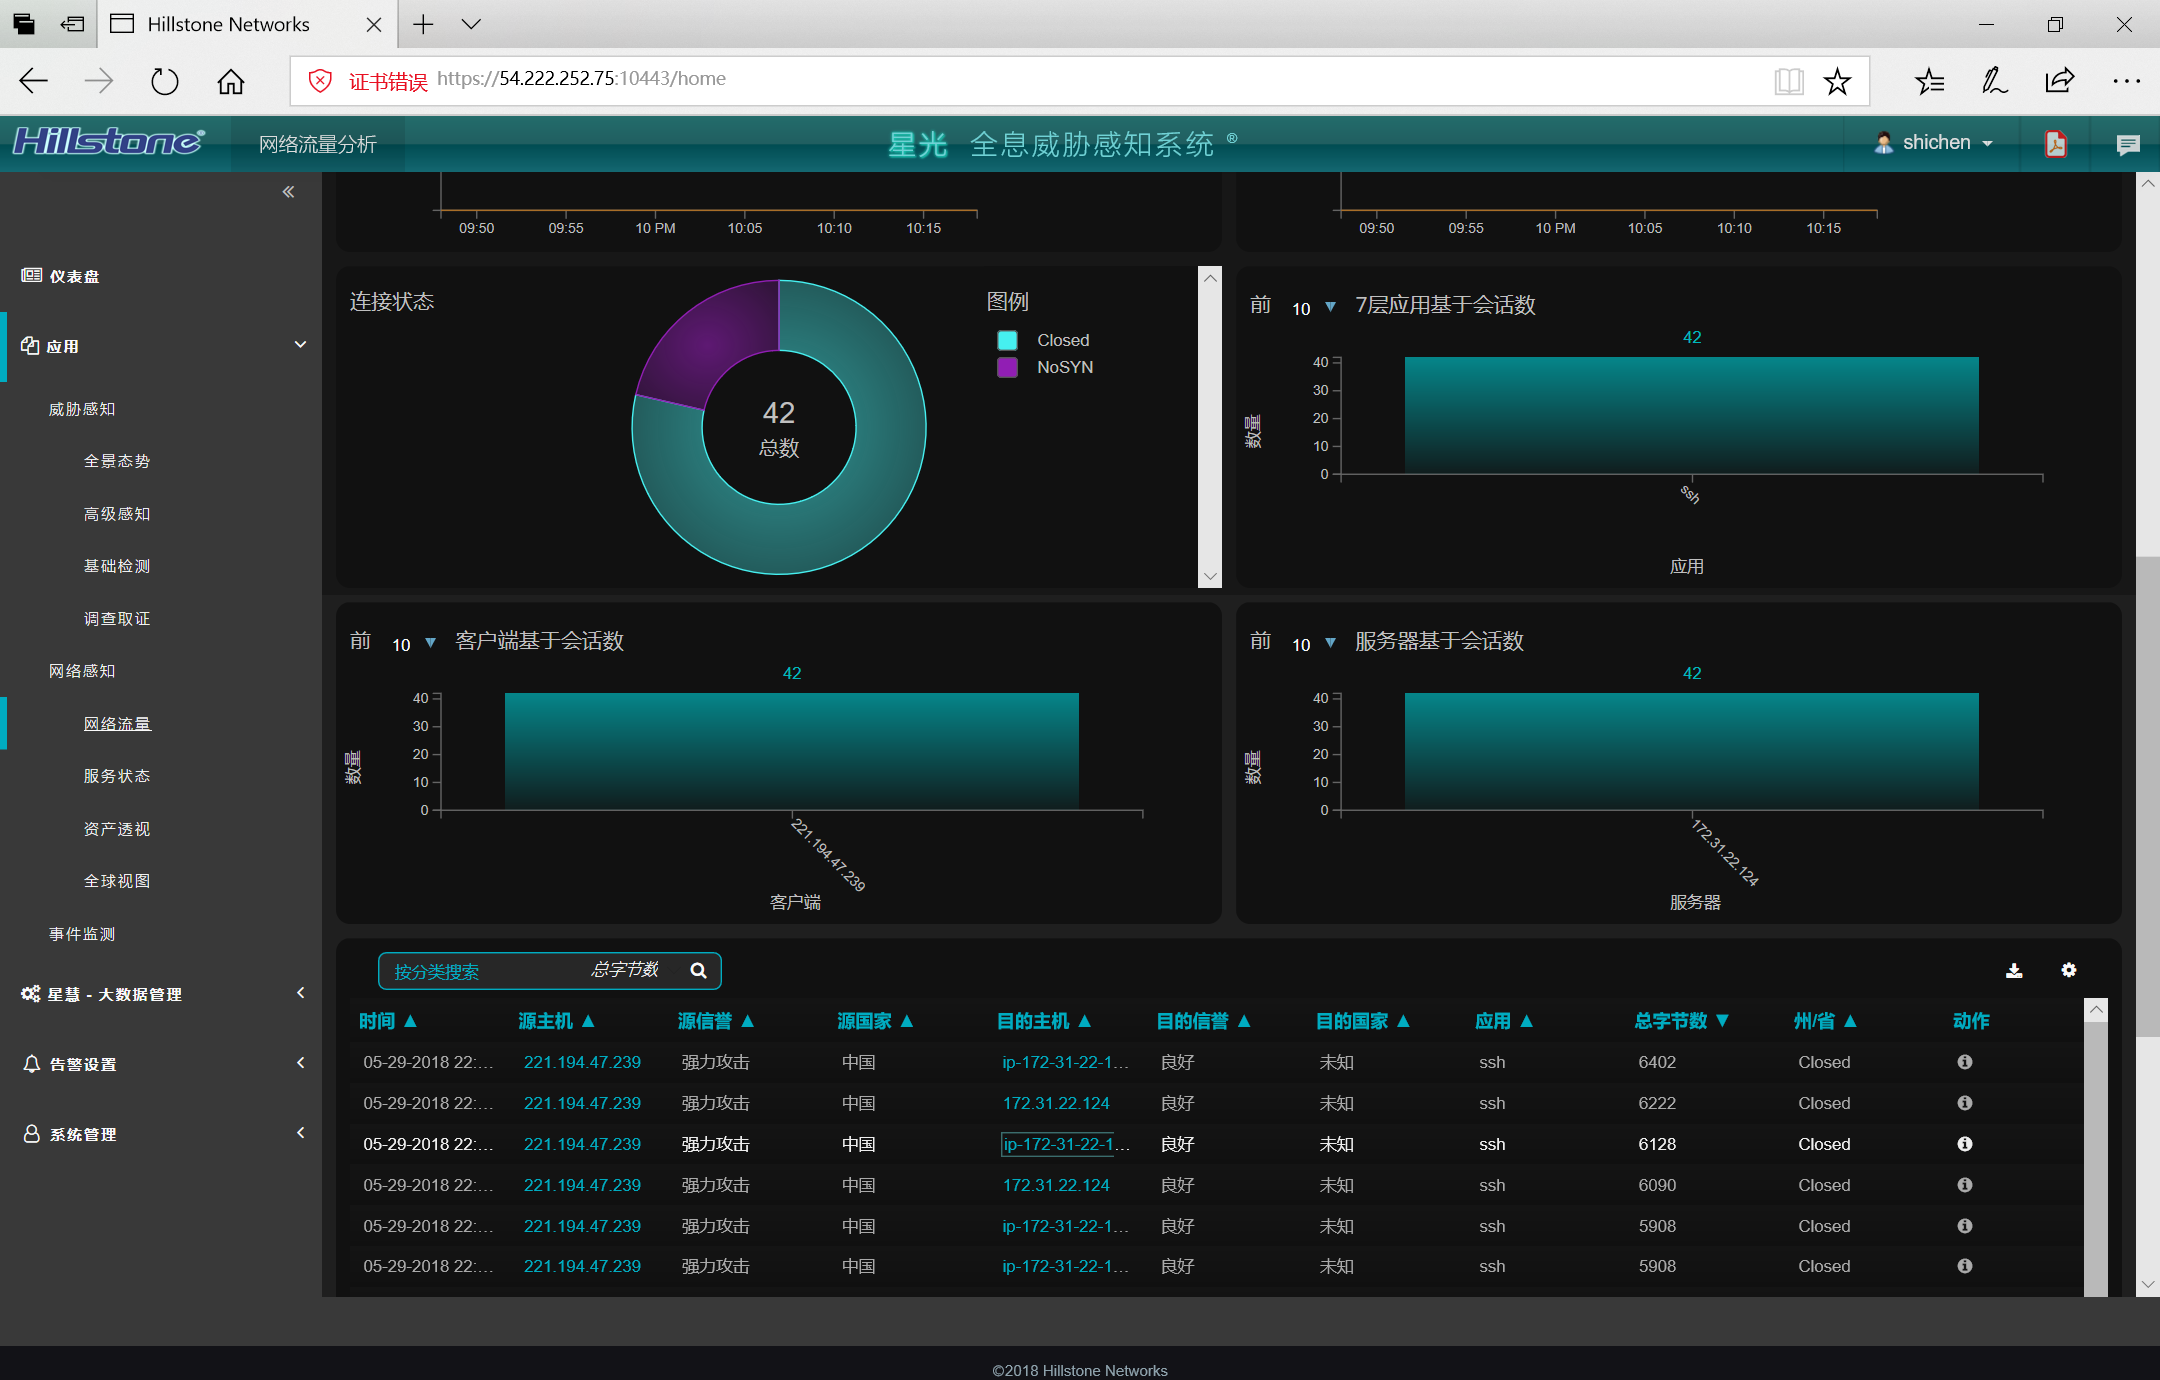 Hillstone Networks
证书错误 https://54.222.252.75:10443/home
Hillstone®
网络流量分析
星光 全息威胁感知系统 ®
shichen
仪表盘
应用
威胁感知
全景态势
高级感知
基础检测
调查取证
网络感知
网络流量
服务状态
资产透视
全球视图
事件监测
星慧 - 大数据管理
告警设置
系统管理
09:50 09:55 10 PM 10:05 10:10 10:15
09:50 09:55 10 PM 10:05 10:10 10:15
连接状态
42
总数
图例
Closed
NoSYN
前 10 ▼ 7层应用基于会话数
42
40
30
20
10
0
数量
ssh
应用
前 10 ▼ 客户端基于会话数
42
40
30
20
10
0
数量
221.194.47.239
客户端
前 10 ▼ 服务器基于会话数
42
40
30
20
10
0
数量
172.31.22.124
服务器
按分类搜索 总字节数
时间 ▲ 源主机 ▲ 源信誉 ▲ 源国家 ▲ 目的主机 ▲ 目的信誉 ▲ 目的国家 ▲ 应用 ▲ 总字节数 ▼ 州/省 ▲ 动作
05-29-2018 22:... 221.194.47.239 强力攻击 中国 ip-172-31-22-1... 良好 未知 ssh 6402 Closed
05-29-2018 22:... 221.194.47.239 强力攻击 中国 172.31.22.124 良好 未知 ssh 6222 Closed
05-29-2018 22:... 221.194.47.239 强力攻击 中国 ip-172-31-22-1... 良好 未知 ssh 6128 Closed
05-29-2018 22:... 221.194.47.239 强力攻击 中国 172.31.22.124 良好 未知 ssh 6090 Closed
05-29-2018 22:... 221.194.47.239 强力攻击 中国 ip-172-31-22-1... 良好 未知 ssh 5908 Closed
05-29-2018 22:... 221.194.47.239 强力攻击 中国 ip-172-31-22-1... 良好 未知 ssh 5908 Closed
©2018 Hillstone Networks